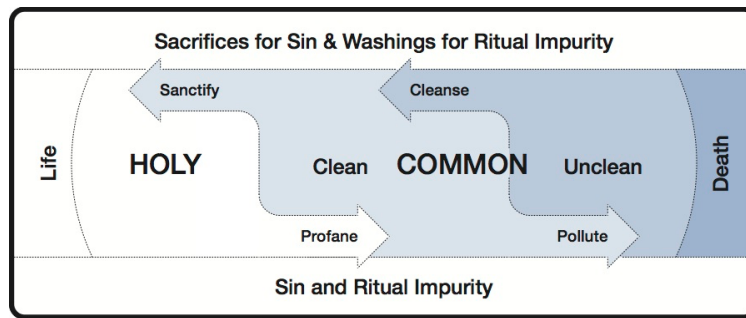 Sacrifices for Sin & Washings for Ritual Impurity
Sanctify
Cleanse
Life
HOLY
Clean
COMMON
Unclean
Death
Profane
Pollute
Sin and Ritual Impurity